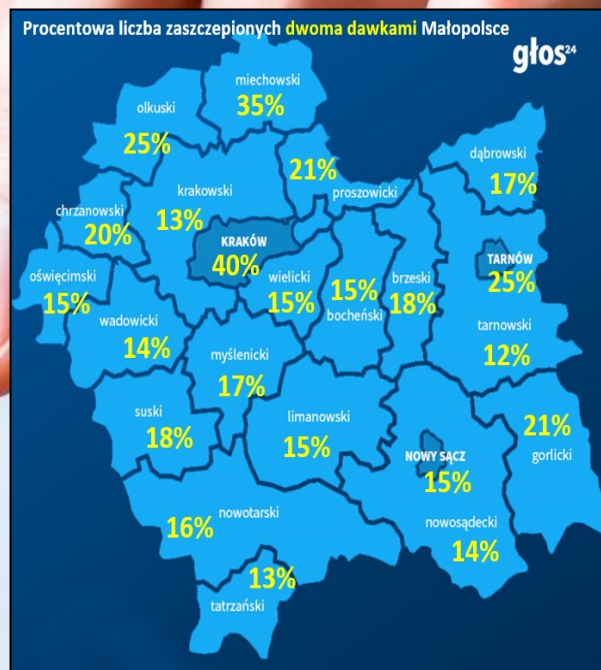 Procentowa liczba zaszczepionych dwoma dawkami Małopolsce
głos24
miechowski
35%
olkuski
25%
21%
proszowicki
dąbrowski
17%
krakowski
13%
chrzanowski
20%
KRAKÓW
40%
TARNÓW
25%
oświęcimski
15%
wielicki
15%
15%
bocheński
brzeski
18%
wadowicki
14%
tarnowski
12%
myślenicki
17%
suski
18%
limanowski
15%
21%
gorlicki
NOWY SĄCZ
15%
nowosądecki
14%
nowotarski
16%
13%
tatrzański